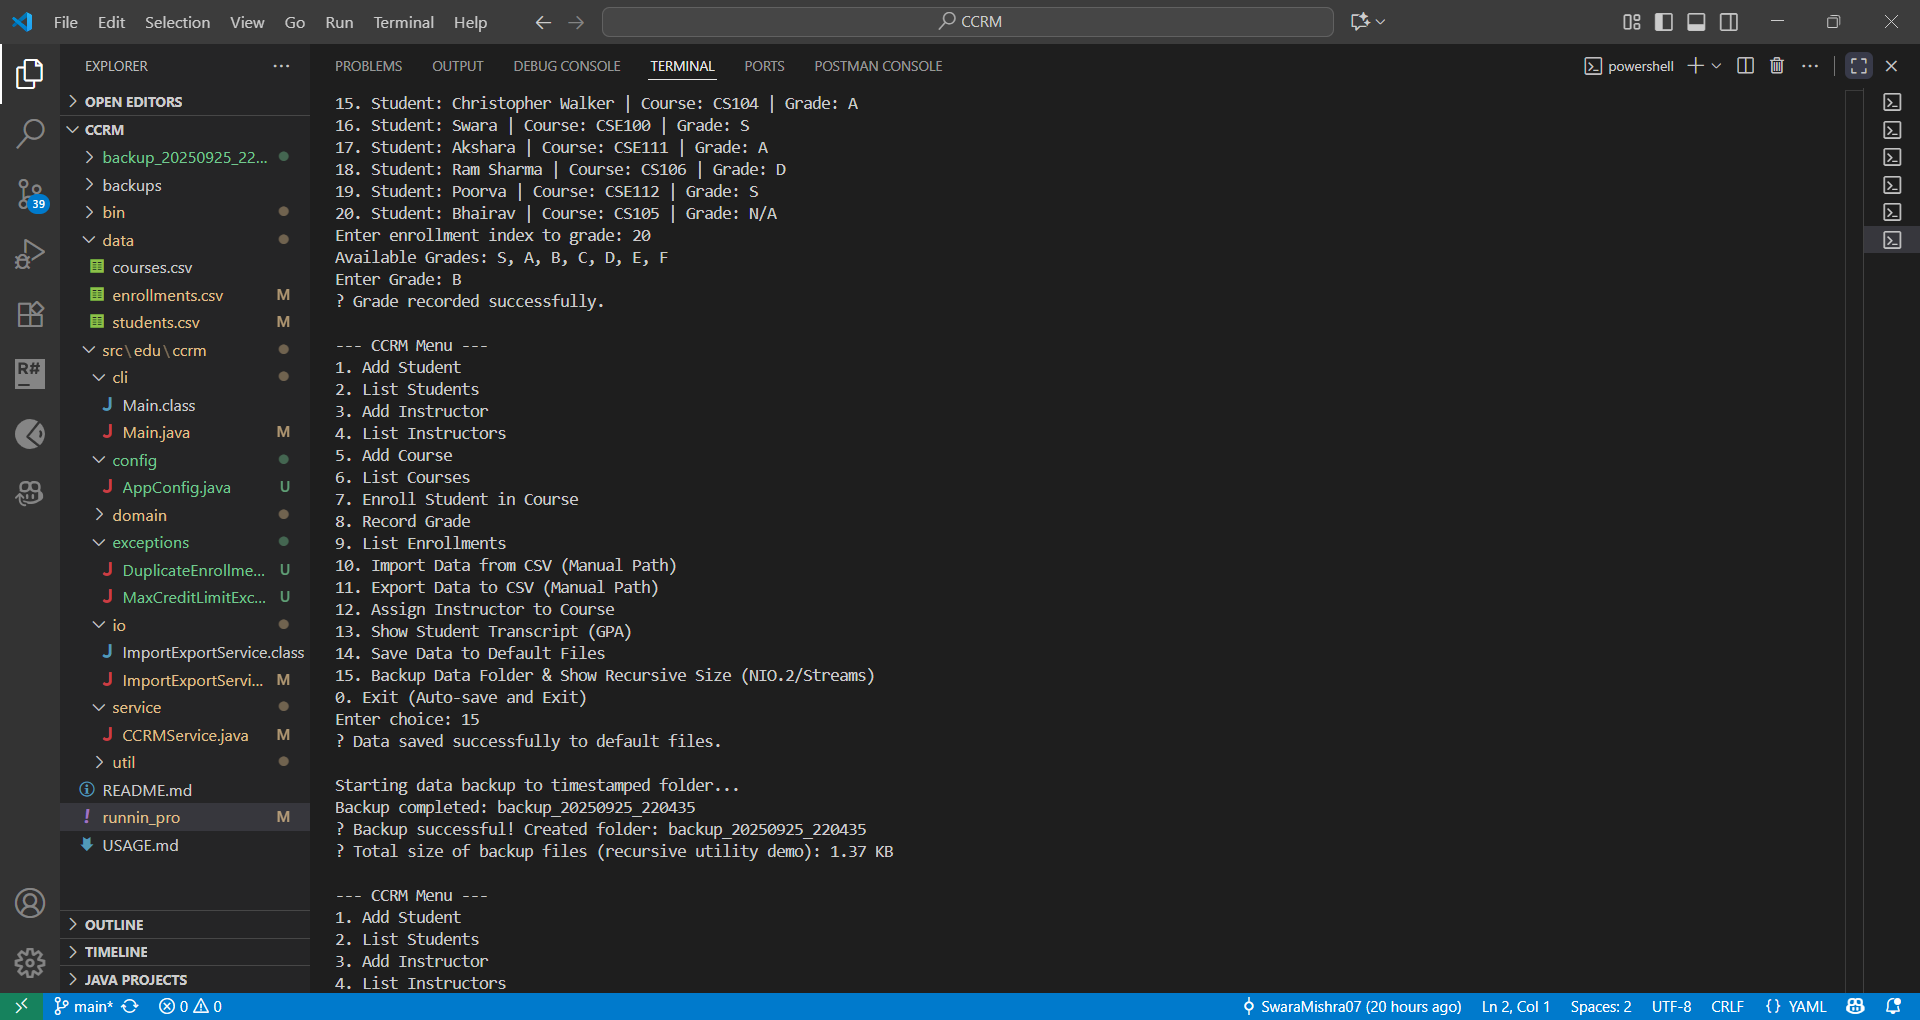 File Edit Selection View Go Run Terminal Help
CCRM
EXPLORER
OPEN EDITORS
CCRM
backup_20250925_22...
backups
bin
data
courses.csv
enrollments.csv M
students.csv M
src\edu\ccrm
cli
Main.class
Main.java M
config
AppConfig.java U
domain
exceptions
DuplicateEnrollme... U
MaxCreditLimitExc... U
io
ImportExportService.class
ImportExportServi... M
service
CCRMService.java M
util
README.md
runnin_pro M
USAGE.md
OUTLINE
TIMELINE
JAVA PROJECTS
39
R#
PROBLEMS OUTPUT DEBUG CONSOLE TERMINAL PORTS POSTMAN CONSOLE
powershell
15. Student: Christopher Walker | Course: CS104 | Grade: A
16. Student: Swara | Course: CSE100 | Grade: S
17. Student: Akshara | Course: CSE111 | Grade: A
18. Student: Ram Sharma | Course: CS106 | Grade: D
19. Student: Poorva | Course: CSE112 | Grade: S
20. Student: Bhairav | Course: CS105 | Grade: N/A
Enter enrollment index to grade: 20
Available Grades: S, A, B, C, D, E, F
Enter Grade: B
? Grade recorded successfully.
--- CCRM Menu ---
1. Add Student
2. List Students
3. Add Instructor
4. List Instructors
5. Add Course
6. List Courses
7. Enroll Student in Course
8. Record Grade
9. List Enrollments
10. Import Data from CSV (Manual Path)
11. Export Data to CSV (Manual Path)
12. Assign Instructor to Course
13. Show Student Transcript (GPA)
14. Save Data to Default Files
15. Backup Data Folder & Show Recursive Size (NIO.2/Streams)
0. Exit (Auto-save and Exit)
Enter choice: 15
? Data saved successfully to default files.
Starting data backup to timestamped folder...
Backup completed: backup_20250925_220435
? Backup successful! Created folder: backup_20250925_220435
? Total size of backup files (recursive utility demo): 1.37 KB
--- CCRM Menu ---
1. Add Student
2. List Students
3. Add Instructor
4. List Instructors
main* 0 0 SwaraMishra07 (20 hours ago) Ln 2, Col 1 Spaces: 2 UTF-8 CRLF {} YAML